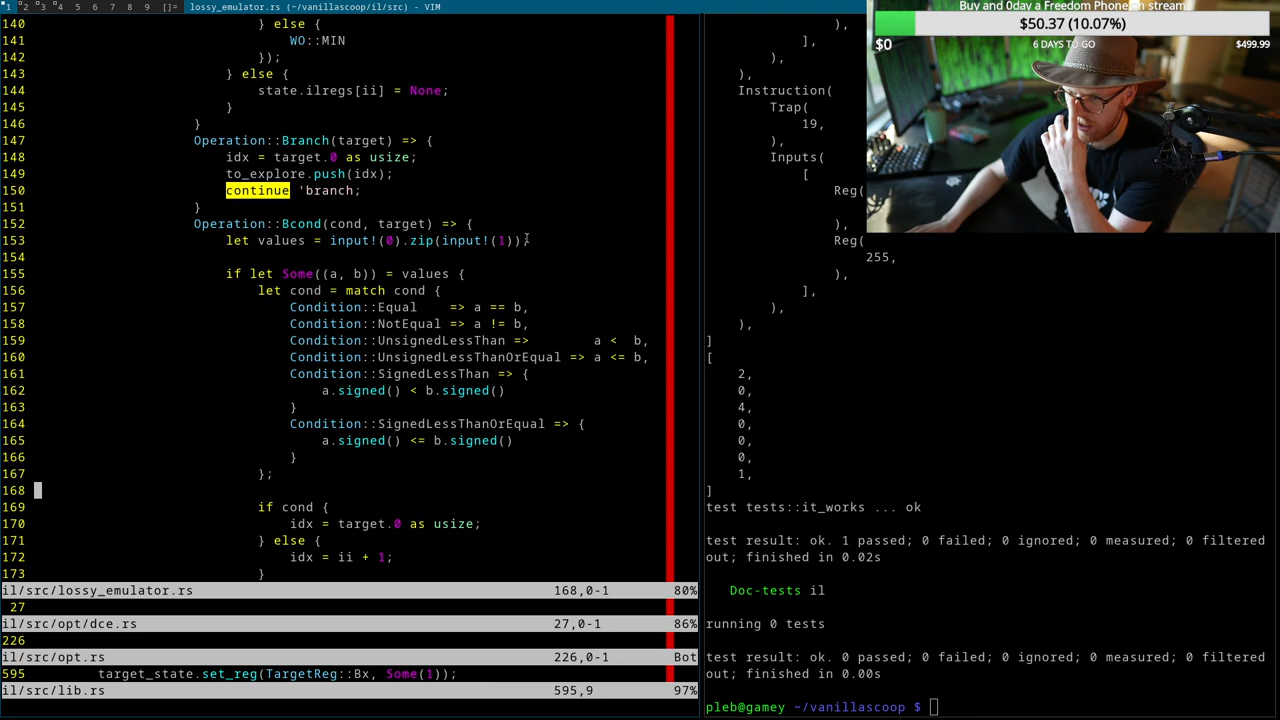 1 2 3 4 5 6 7 8 9 []= lossy_emulator.rs (~/vanillascoop/il/src) - VIM
140 } else {
141 WO::MIN
142 });
143 } else {
144 state.ilregs[ii] = None;
145 }
146 }
147 Operation::Branch(target) => {
148 idx = target.0 as usize;
149 to_explore.push(idx);
150 continue 'branch;
151 }
152 Operation::Bcond(cond, target) => {
153 let values = input!(0).zip(input!(1));
154
155 if let Some((a, b)) = values {
156 let cond = match cond {
157 Condition::Equal    => a == b,
158 Condition::NotEqual => a != b,
159 Condition::UnsignedLessThan =>        a <  b,
160 Condition::UnsignedLessThanOrEqual => a <= b,
161 Condition::SignedLessThan => {
162 a.signed() < b.signed()
163 }
164 Condition::SignedLessThanOrEqual => {
165 a.signed() <= b.signed()
166 }
167 };
168
169 if cond {
170 idx = target.0 as usize;
171 } else {
172 idx = ii + 1;
173 }
il/src/lossy_emulator.rs 168,0-1 80%
27
il/src/opt/dce.rs 27,0-1 86%
226
il/src/opt.rs 226,0-1 Bot
595 target_state.set_reg(TargetReg::Bx, Some(1));
il/src/lib.rs 595,9 97%
),
],
),
),
Instruction(
Trap(
19,
),
Inputs(
[
Reg(
),
Reg(
255,
),
],
),
),
]
[
2,
0,
4,
0,
0,
0,
1,
]
test tests::it_works ... ok
test result: ok. 1 passed; 0 failed; 0 ignored; 0 measured; 0 filtered
out; finished in 0.02s
Doc-tests il
running 0 tests
test result: ok. 0 passed; 0 failed; 0 ignored; 0 measured; 0 filtered
out; finished in 0.00s
pleb@gamey ~/vanillascoop $
Buy and 0day a Freedom Phone on stream
$50.37 (10.07%)
$0 6 DAYS TO GO $499.99